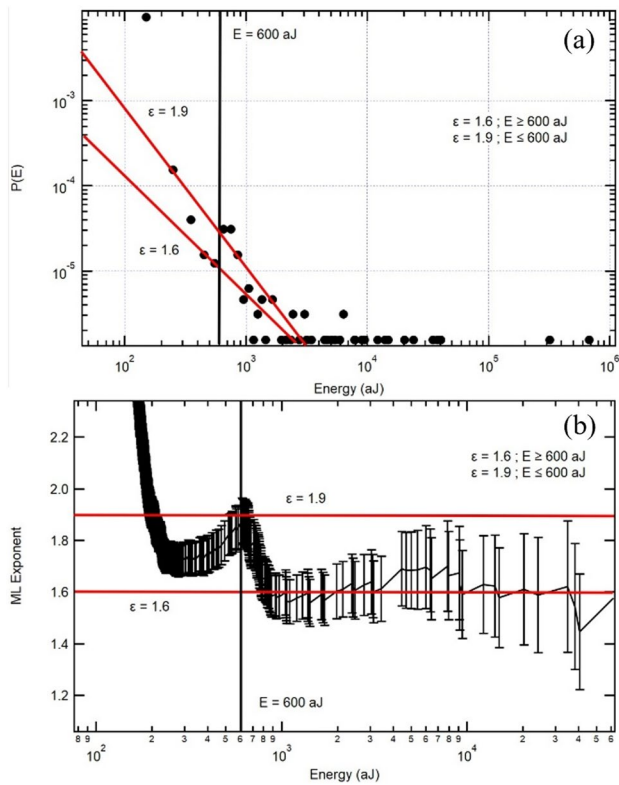 (a)
E = 600 aJ
10⁻³
ε = 1.9
ε = 1.6 ; E ≥ 600 aJ
ε = 1.9 ; E ≤ 600 aJ
P(E)
10⁻⁴
ε = 1.6
10⁻⁵
10² 10³ 10⁴ 10⁵ 10⁶
Energy (aJ)
(b)
2.2
ε = 1.6 ; E ≥ 600 aJ
ε = 1.9 ; E ≤ 600 aJ
2.0
ε = 1.9
1.8
ML Exponent
1.6
ε = 1.6
1.4
1.2
E = 600 aJ
8 9 2 3 4 5 6 7 8 9 2 3 4 5 6 7 8 9 2 3 4 5 6
10² 10³ 10⁴
Energy (aJ)